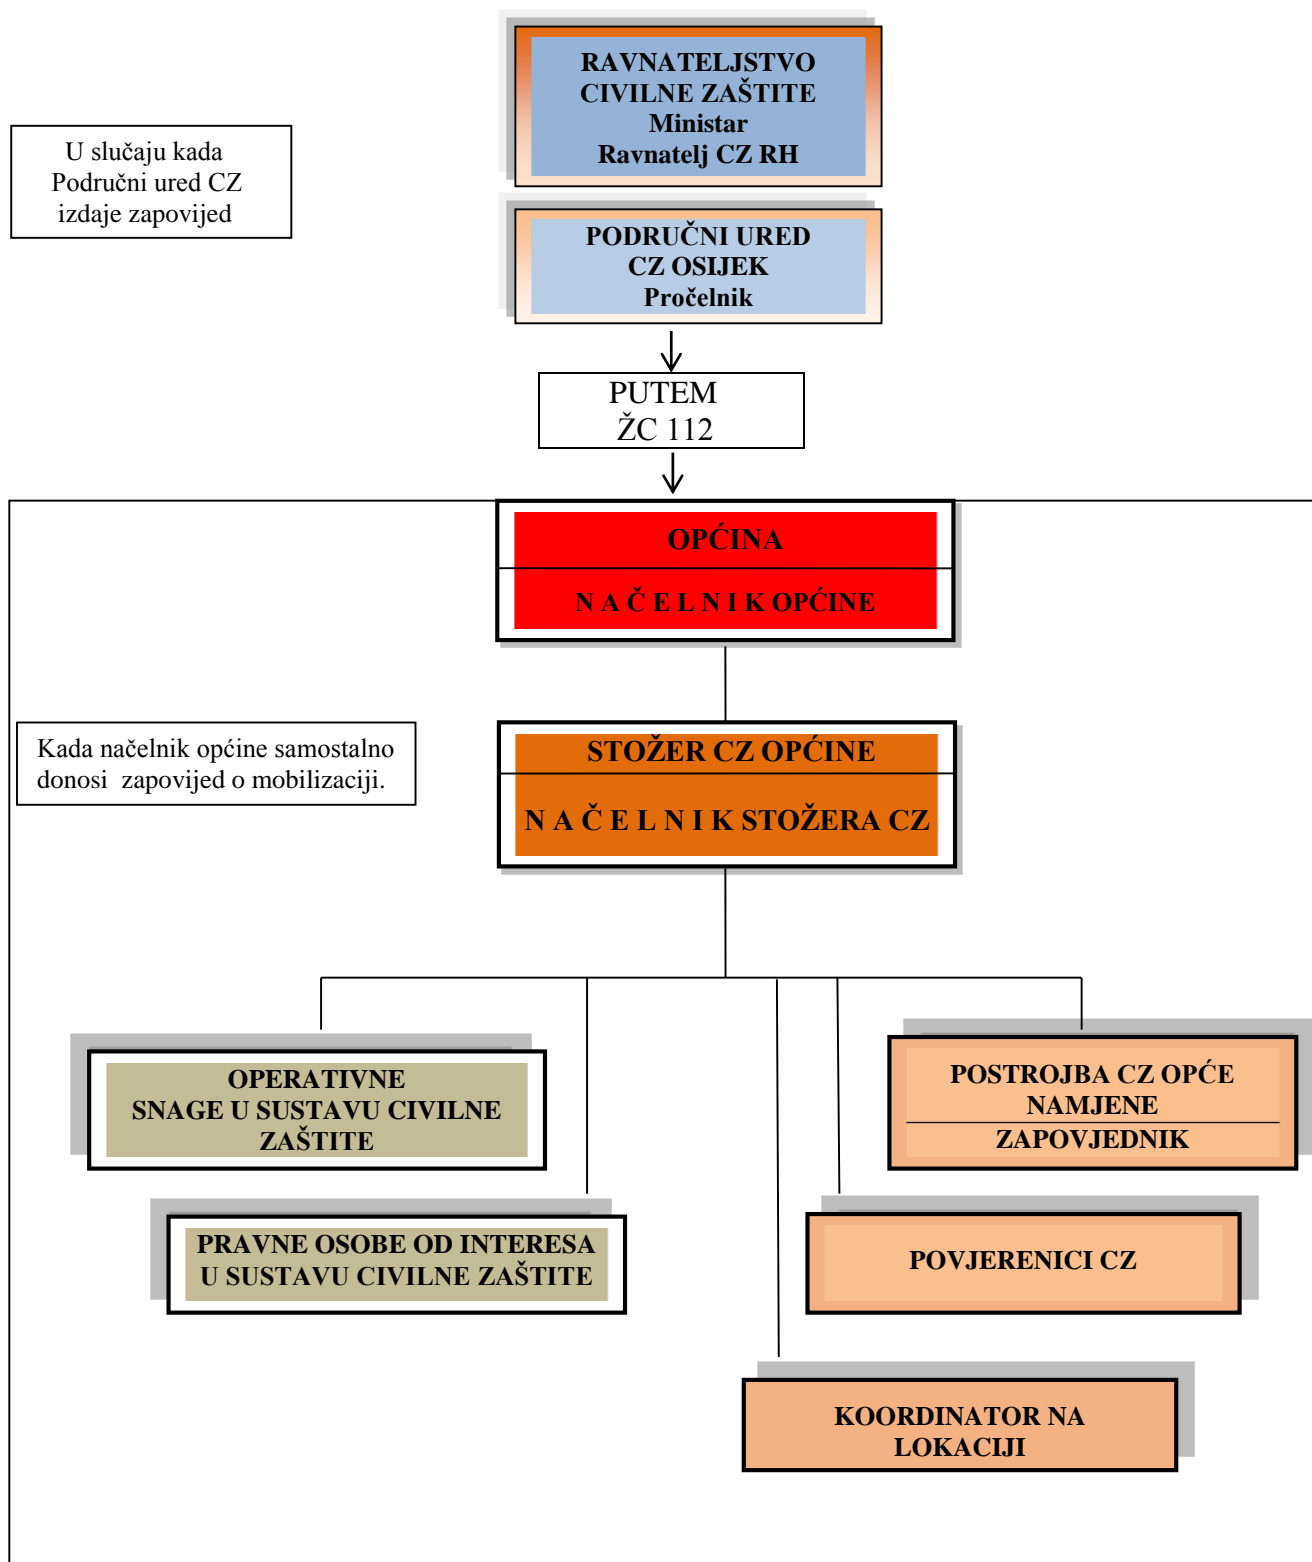 RAVNATELJSTVO
CIVILNE ZAŠTITE
Ministar
Ravnatelj CZ RH
U slučaju kada
Područni ured CZ
izdaje zapovijed
PODRUČNI URED
CZ OSIJEK
Pročelnik
PUTEM
ŽC 112
OPĆINA
N A Č E L N I K OPĆINE
Kada načelnik općine samostalno
donosi  zapovijed o mobilizaciji.
STOŽER CZ OPĆINE
N A Č E L N I K STOŽERA CZ
OPERATIVNE
SNAGE U SUSTAVU CIVILNE
ZAŠTITE
POSTROJBA CZ OPĆE
NAMJENE
ZAPOVJEDNIK
PRAVNE OSOBE OD INTERESA
U SUSTAVU CIVILNE ZAŠTITE
POVJERENICI CZ
KOORDINATOR NA
LOKACIJI